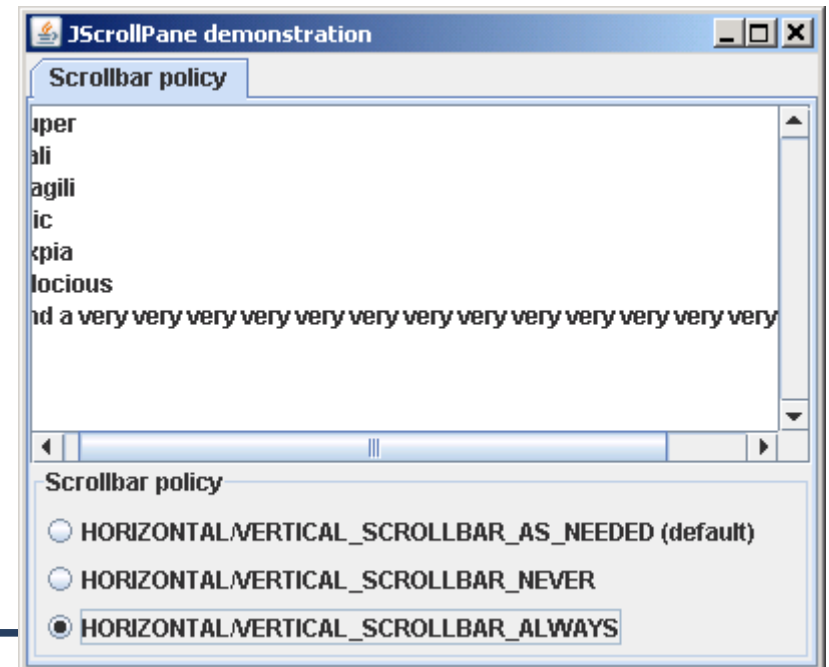 JScrollPane demonstration
Scrollbar policy
uper
ali
agili
ic
xpia
locious
nd a very very very very very very very very very very very very very
Scrollbar policy
HORIZONTAL/VERTICAL_SCROLLBAR_AS_NEEDED (default)
HORIZONTAL/VERTICAL_SCROLLBAR_NEVER
HORIZONTAL/VERTICAL_SCROLLBAR_ALWAYS